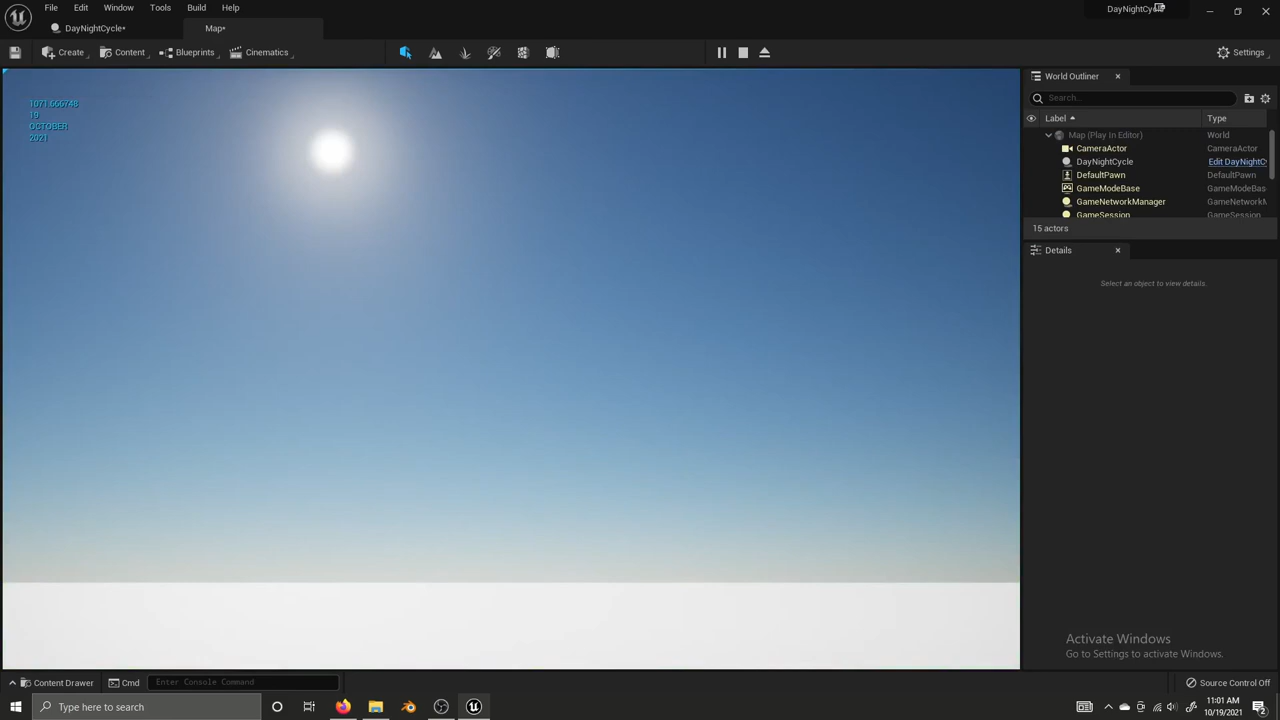 File Edit Window Tools Build Help
DayNightCycle
DayNightCycle*
Map*
Create
Content
Blueprints
Cinematics
Settings
1071.666748
19
OCTOBER
2021
World Outliner
Search...
Label
Type
Map (Play In Editor)
World
CameraActor
CameraActor
DayNightCycle
Edit DayNightC
DefaultPawn
DefaultPawn
GameModeBase
GameModeBas
GameNetworkManager
GameNetworkM
GameSession
GameSession
15 actors
Details
Select an object to view details.
Activate Windows
Go to Settings to activate Windows.
Content Drawer
Cmd
Enter Console Command
Source Control Off
Type here to search
11:01 AM
10/19/2021
2